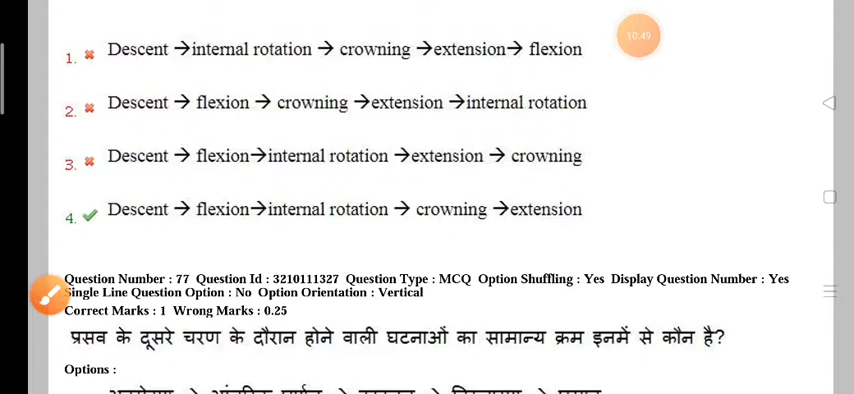 10:49
1. Descent →internal rotation → crowning →extension→ flexion
2. Descent → flexion → crowning →extension →internal rotation
3. Descent → flexion→internal rotation →extension → crowning
4. Descent → flexion→internal rotation → crowning →extension
Question Number : 77 Question Id : 3210111327 Question Type : MCQ Option Shuffling : Yes Display Question Number : Yes
Single Line Question Option : No Option Orientation : Vertical
Correct Marks : 1 Wrong Marks : 0.25
प्रसव के दूसरे चरण के दौरान होने वाली घटनाओं का सामान्य क्रम इनमें से कौन है?
Options :